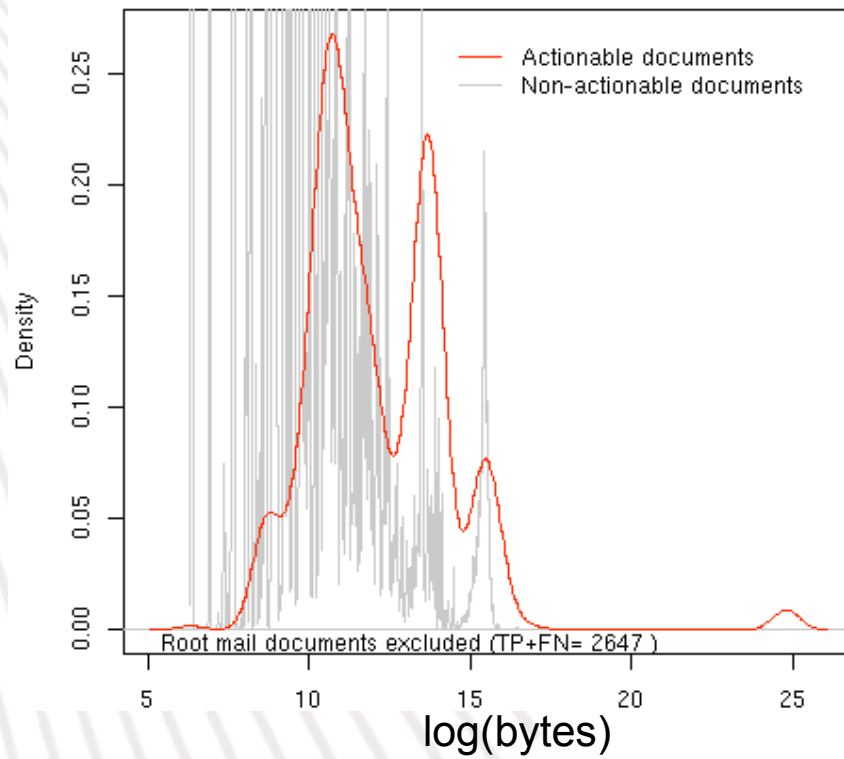 Actionable documents
Non-actionable documents
Density
0.25
0.20
0.15
0.10
0.05
0.00
Root mail documents excluded (TP+FN= 2647 )
5 10 15 20 25
log(bytes)